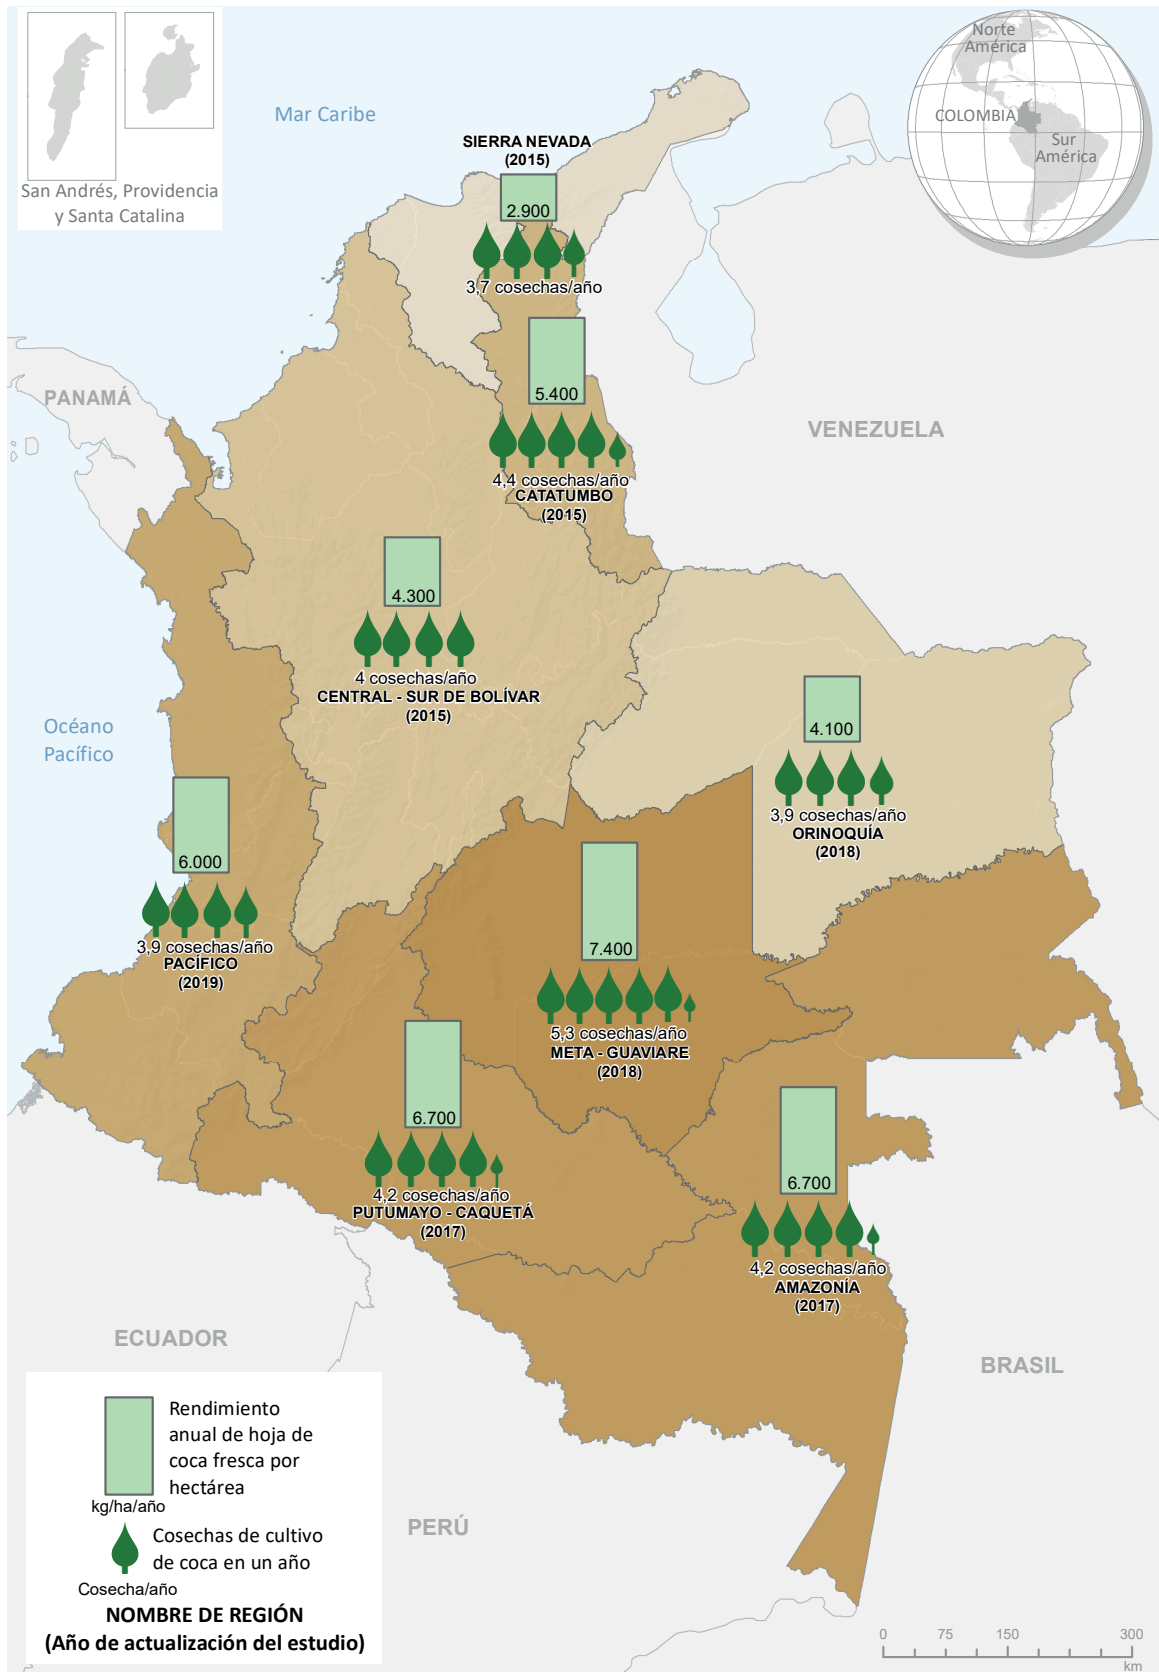 San Andrés, Providencia
y Santa Catalina
Mar Caribe
Norte
América
COLOMBIA
Sur
América
SIERRA NEVADA
(2015)
2.900
3,7 cosechas/año
5.400
4,4 cosechas/año
CATATUMBO
(2015)
PANAMÁ
VENEZUELA
4.300
4 cosechas/año
CENTRAL - SUR DE BOLÍVAR
(2015)
Océano
Pacífico
4.100
3,9 cosechas/año
ORINOQUÍA
(2018)
6.000
3,9 cosechas/año
PACÍFICO
(2019)
7.400
5,3 cosechas/año
META - GUAVIARE
(2018)
6.700
4,2 cosechas/año
PUTUMAYO - CAQUETÁ
(2017)
6.700
4,2 cosechas/año
AMAZONÍA
(2017)
ECUADOR
BRASIL
PERÚ
Rendimiento
anual de hoja de
coca fresca por
hectárea
kg/ha/año
Cosechas de cultivo
de coca en un año
Cosecha/año
NOMBRE DE REGIÓN
(Año de actualización del estudio)
0 75 150 300
km